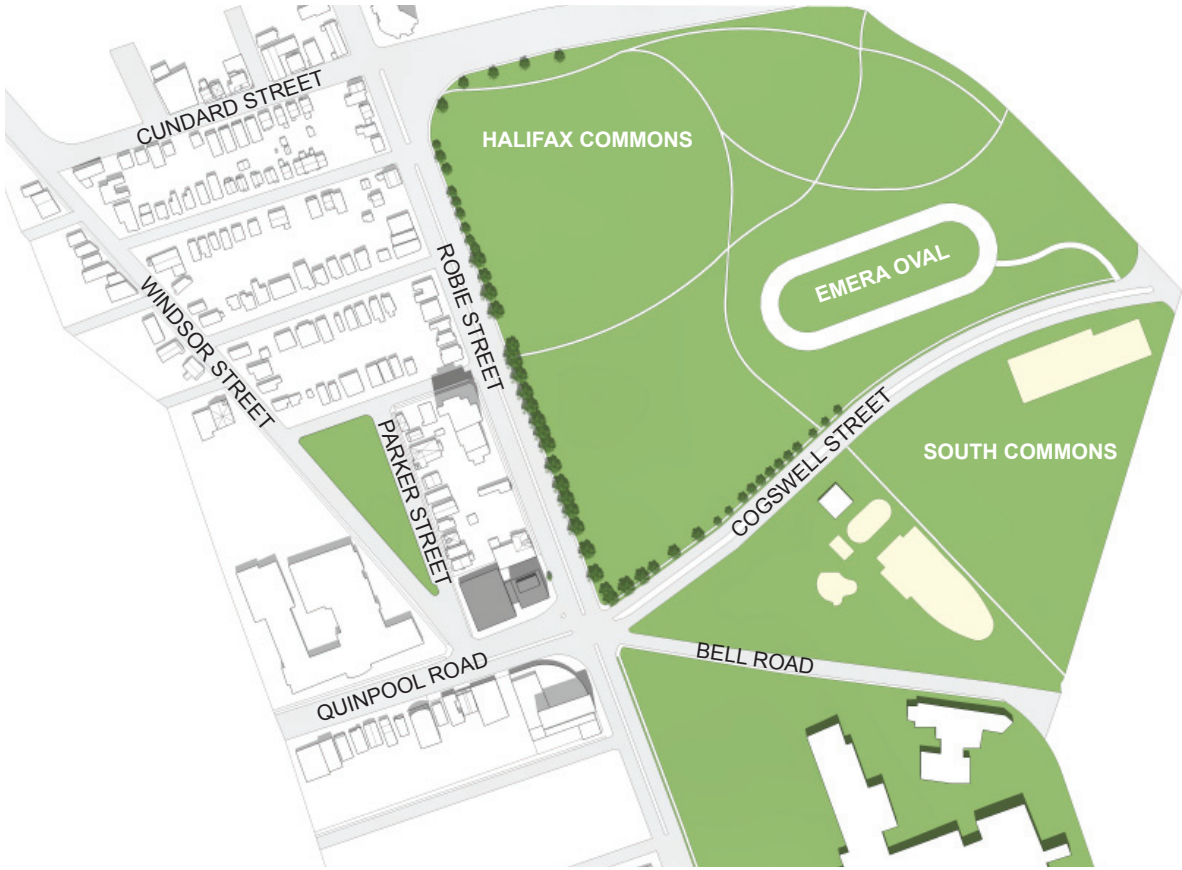 CUNDARD STREET
HALIFAX COMMONS
ROBIE STREET
EMERA OVAL
WINDSOR STREET
PARKER STREET
COGSWELL STREET
SOUTH COMMONS
BELL ROAD
QUINPOOL ROAD